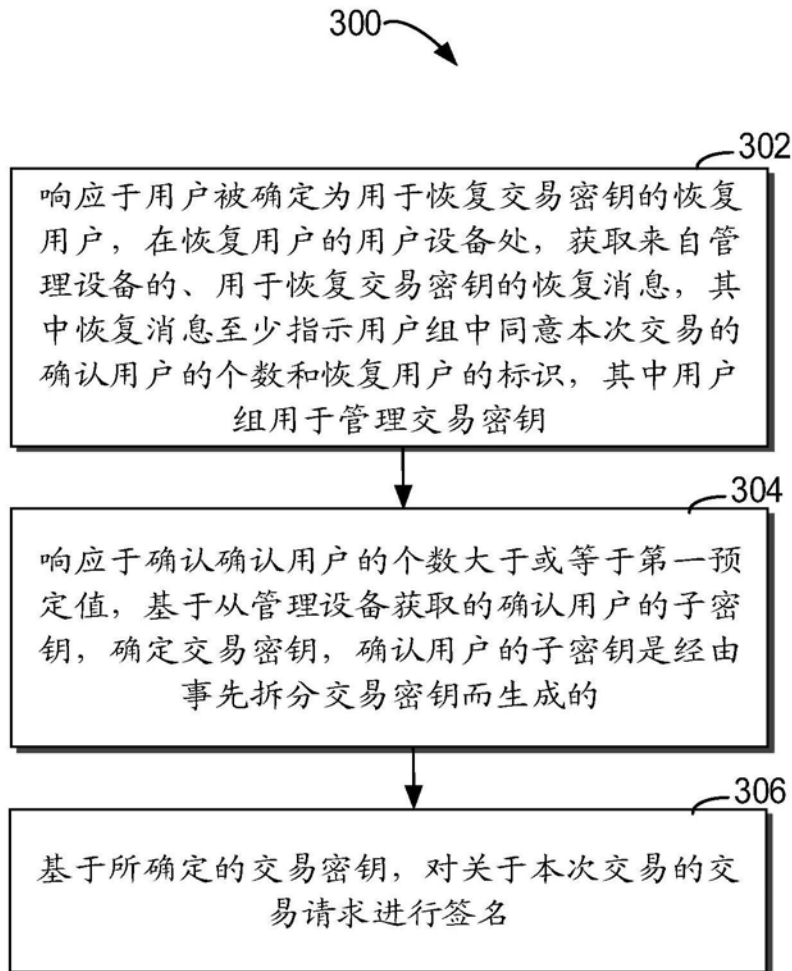 300
302
响应于用户被确定为用于恢复交易密钥的恢复
用户，在恢复用户的用户设备处，获取来自管
理设备的、用于恢复交易密钥的恢复消息，其
中恢复消息至少指示用户组中同意本次交易的
确认用户的个数和恢复用户的标识，其中用户
组用于管理交易密钥
304
响应于确认确认用户的个数大于或等于第一预
定值，基于从管理设备获取的确认用户的子密
钥，确定交易密钥，确认用户的子密钥是经由
事先拆分交易密钥而生成的
306
基于所确定的交易密钥，对关于本次交易的交
易请求进行签名